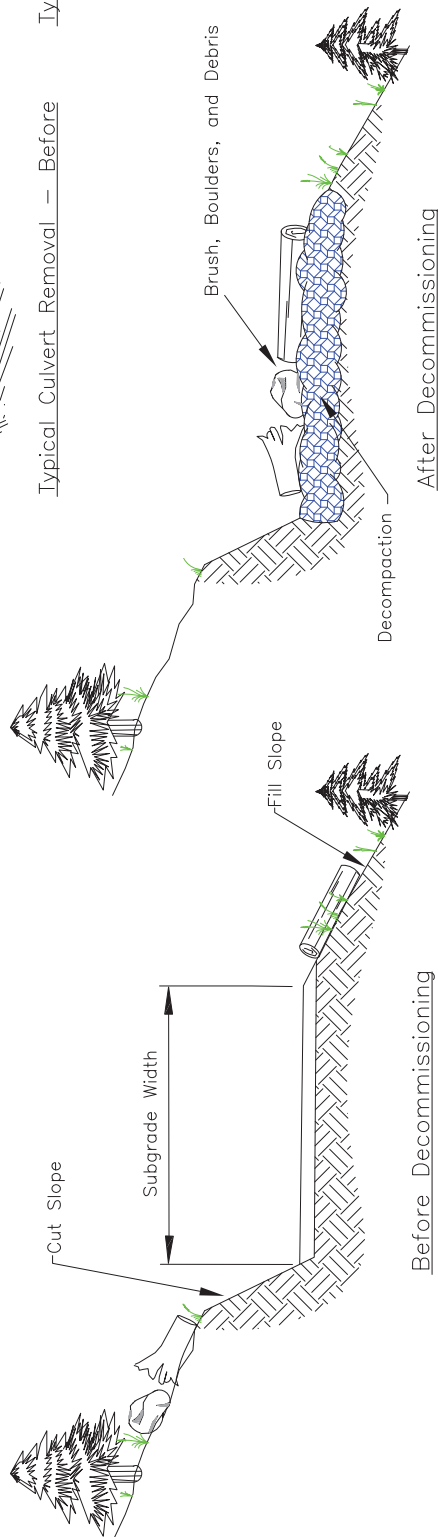 Typical Culvert Removal – Before
Ty
Cut Slope
Subgrade Width
Fill Slope
Before Decommissioning
Brush, Boulders, and Debris
Decompaction
After Decommissioning